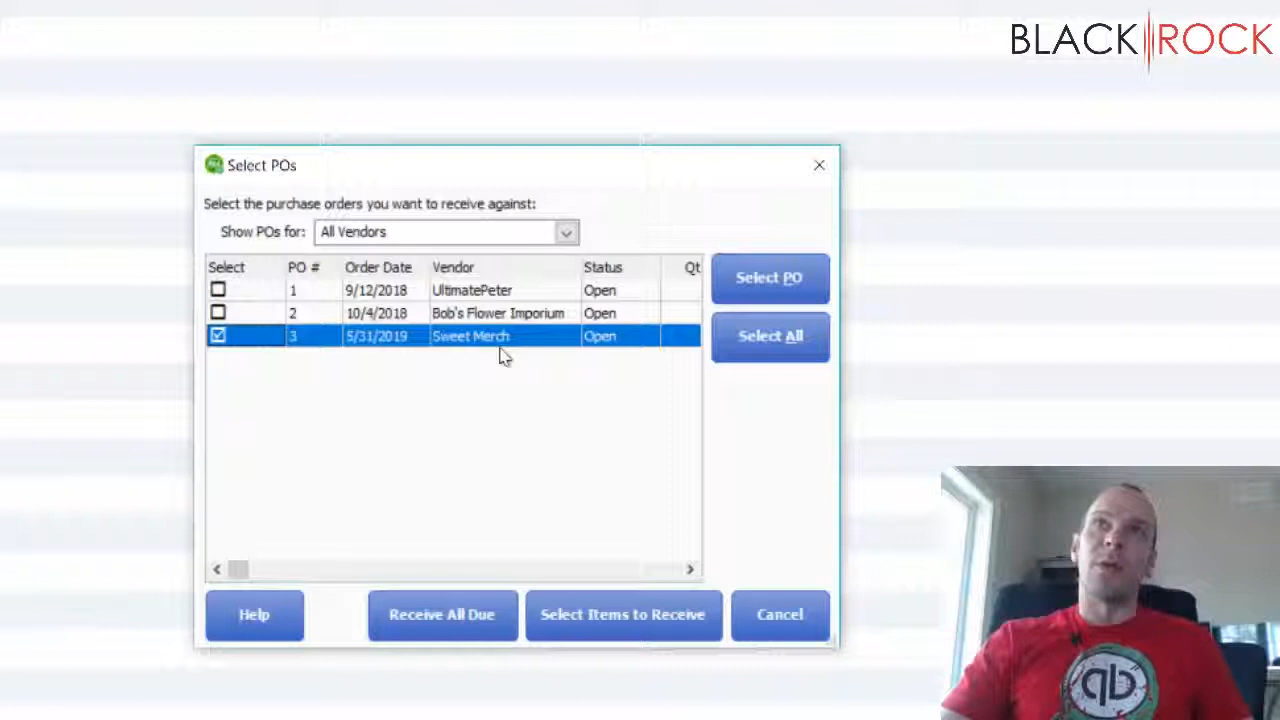 BLACK ROCK
Select POs
Select the purchase orders you want to receive against:
Show POs for: All Vendors
Select PO # Order Date Vendor Status Qt
1 9/12/2018 UltimatePeter Open
2 10/4/2018 Bob's Flower Imporium Open
3 5/31/2019 Sweet Merch Open
Select PO
Select All
Help Receive All Due Select Items to Receive Cancel
qb